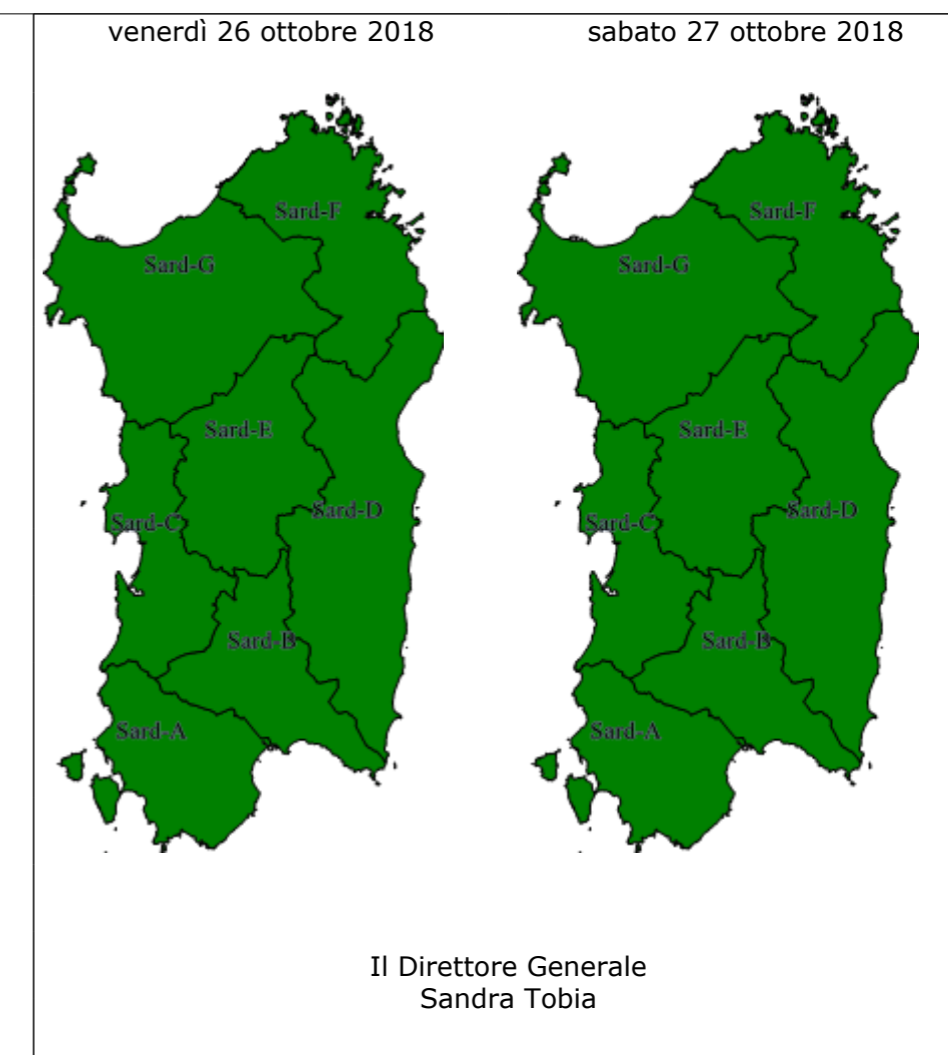 venerdì 26 ottobre 2018
sabato 27 ottobre 2018
Sard-F
Sard-G
Sard-E
Sard-D
Sard-C
Sard-B
Sard-A
Sard-F
Sard-G
Sard-E
Sard-D
Sard-C
Sard-B
Sard-A
Il Direttore Generale
Sandra Tobia